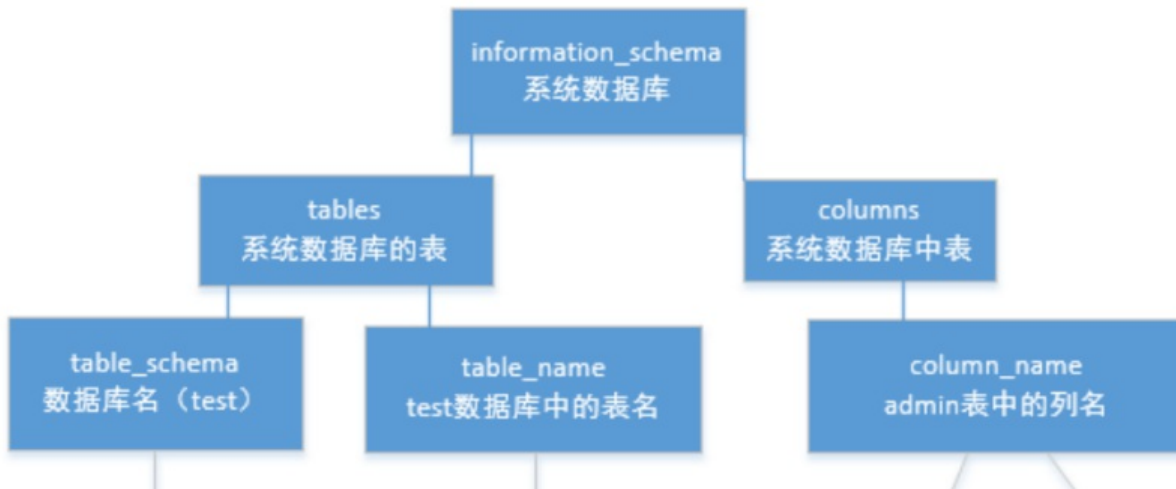 information_schema
系统数据库
tables
系统数据库的表
columns
系统数据库中表
table_schema
数据库名（test）
table_name
test数据库中的表名
column_name
admin表中的列名